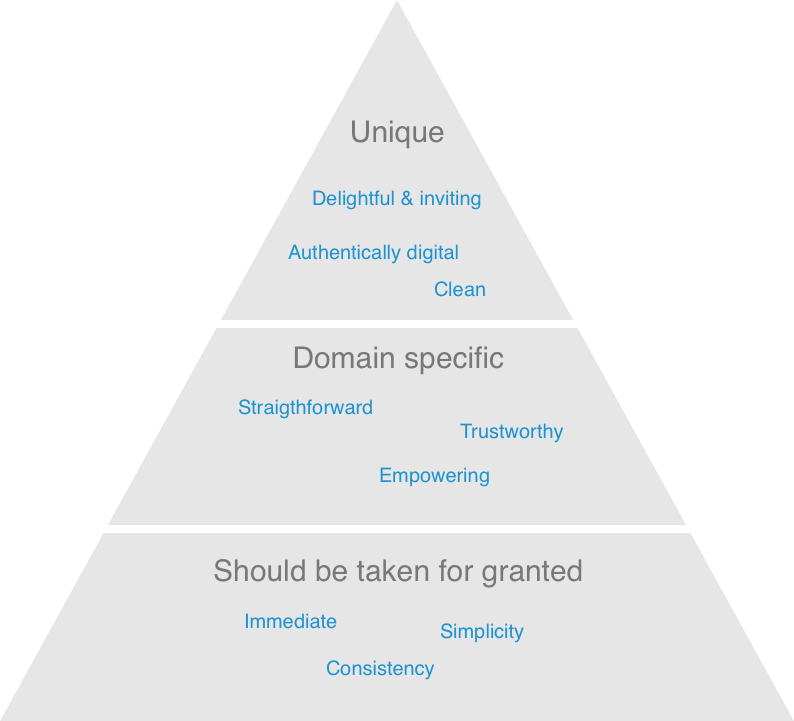 Unique
Delightful & inviting
Authentically digital
Clean
Domain specific
Straigthforward
Trustworthy
Empowering
Should be taken for granted
Immediate
Simplicity
Consistency